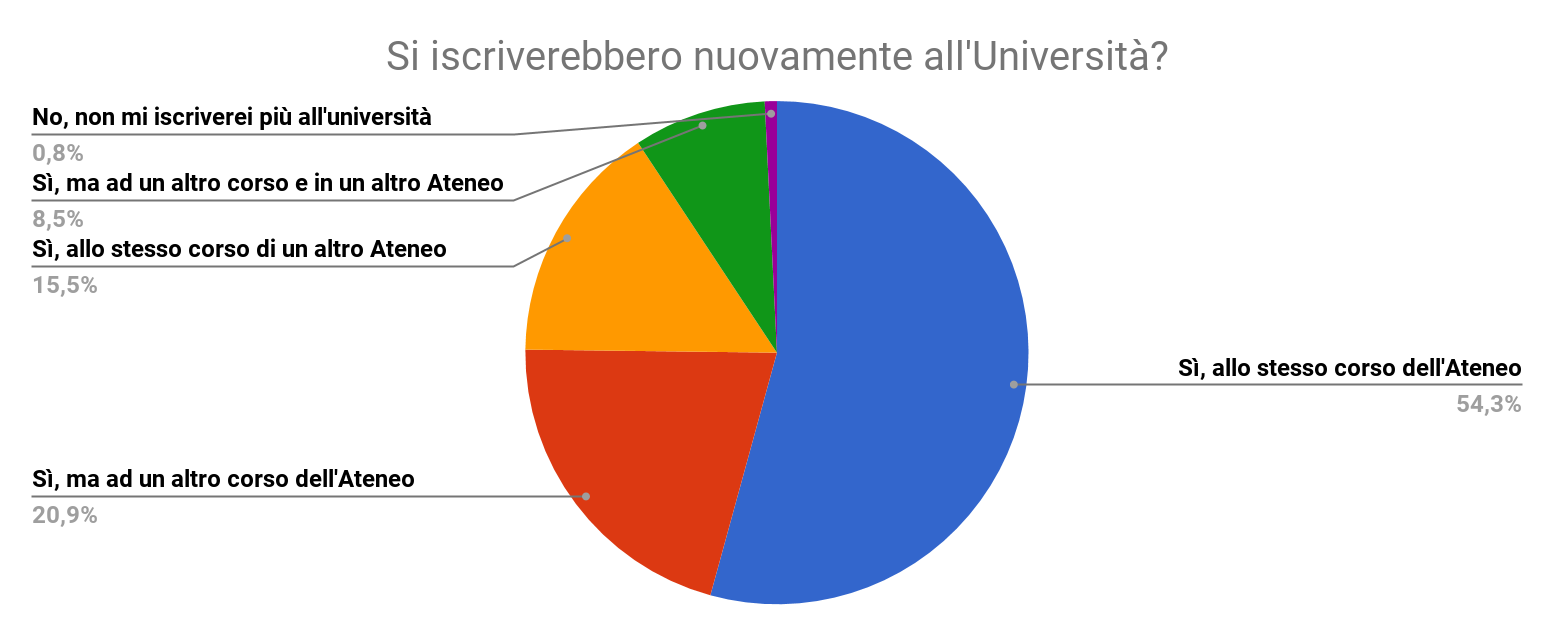 Si iscriverebbero nuovamente all'Università?
No, non mi iscriverei più all'università
0,8%
Sì, ma ad un altro corso e in un altro Ateneo
8,5%
Sì, allo stesso corso di un altro Ateneo
15,5%
Sì, allo stesso corso dell'Ateneo
54,3%
Sì, ma ad un altro corso dell'Ateneo
20,9%